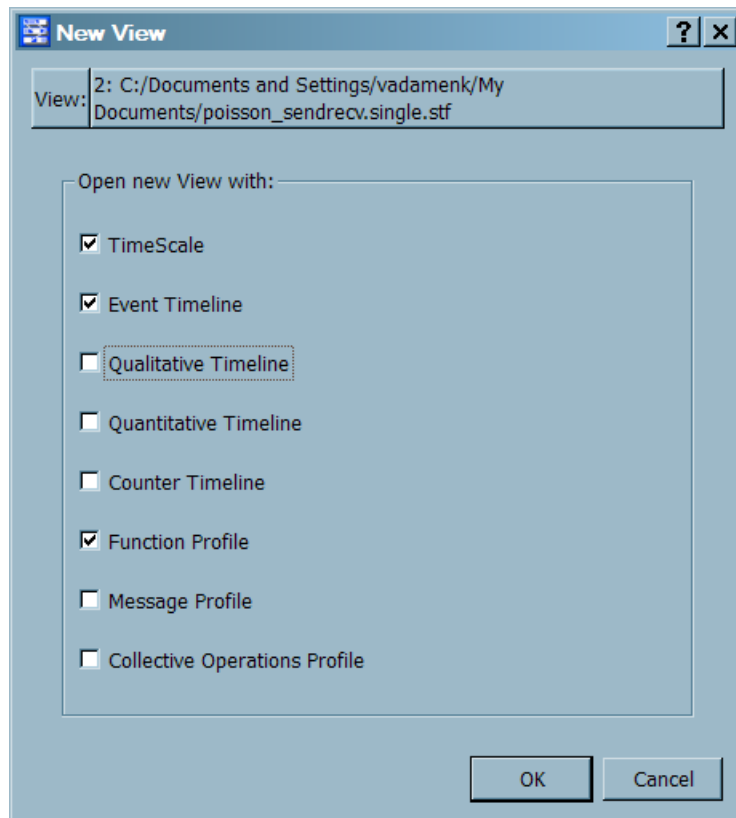 New View
View:
2: C:/Documents and Settings/vadamenk/My
Documents/poisson_sendrecv.single.stf
Open new View with:
TimeScale
Event Timeline
Qualitative Timeline
Quantitative Timeline
Counter Timeline
Function Profile
Message Profile
Collective Operations Profile
OK
Cancel